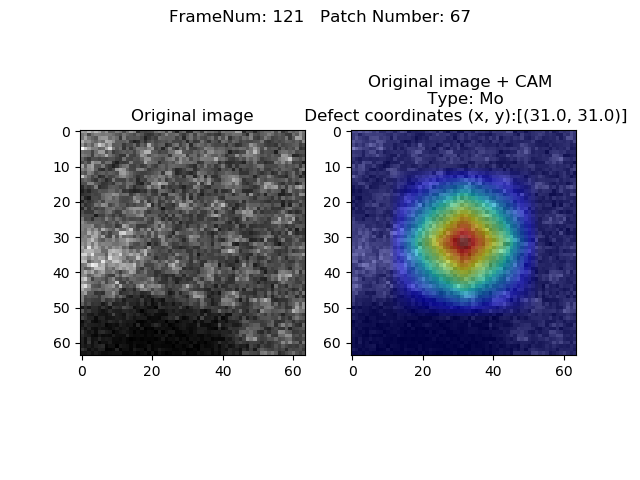 FrameNum: 121   Patch Number: 67
Original image
Original image + CAM
Type: Mo
Defect coordinates (x, y):[(31.0, 31.0)]
0
10
20
30
40
50
60
0 20 40 60
0
10
20
30
40
50
60
0 20 40 60